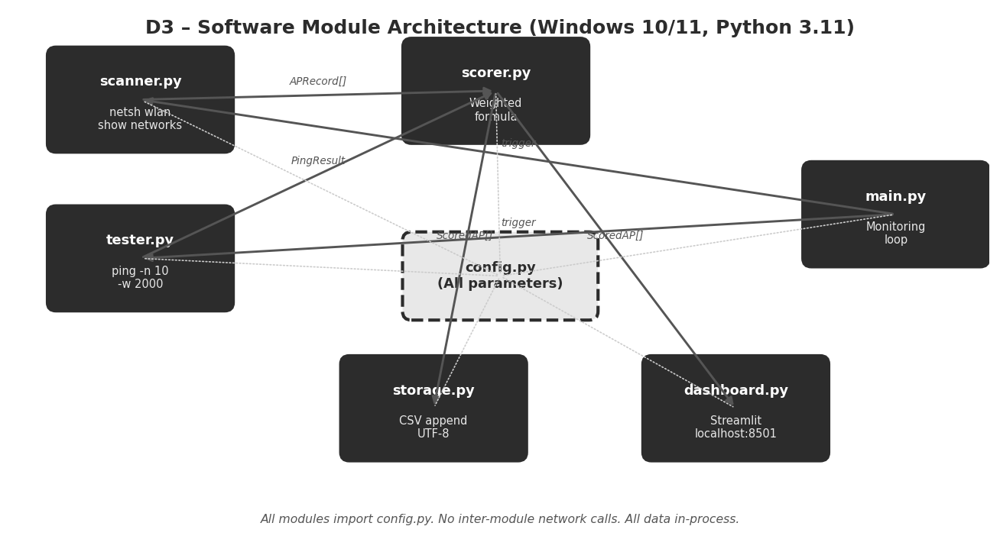 D3 – Software Module Architecture (Windows 10/11, Python 3.11)
scanner.py
netsh wlan
show networks
APRecord[]
scorer.py
Weighted
formula
trigger
PingResult
main.py
Monitoring
loop
tester.py
ping -n 10
-w 2000
trigger
ScoredAP[]
ScoredAP[]
config.py
(All parameters)
storage.py
CSV append
UTF-8
dashboard.py
Streamlit
localhost:8501
All modules import config.py. No inter-module network calls. All data in-process.